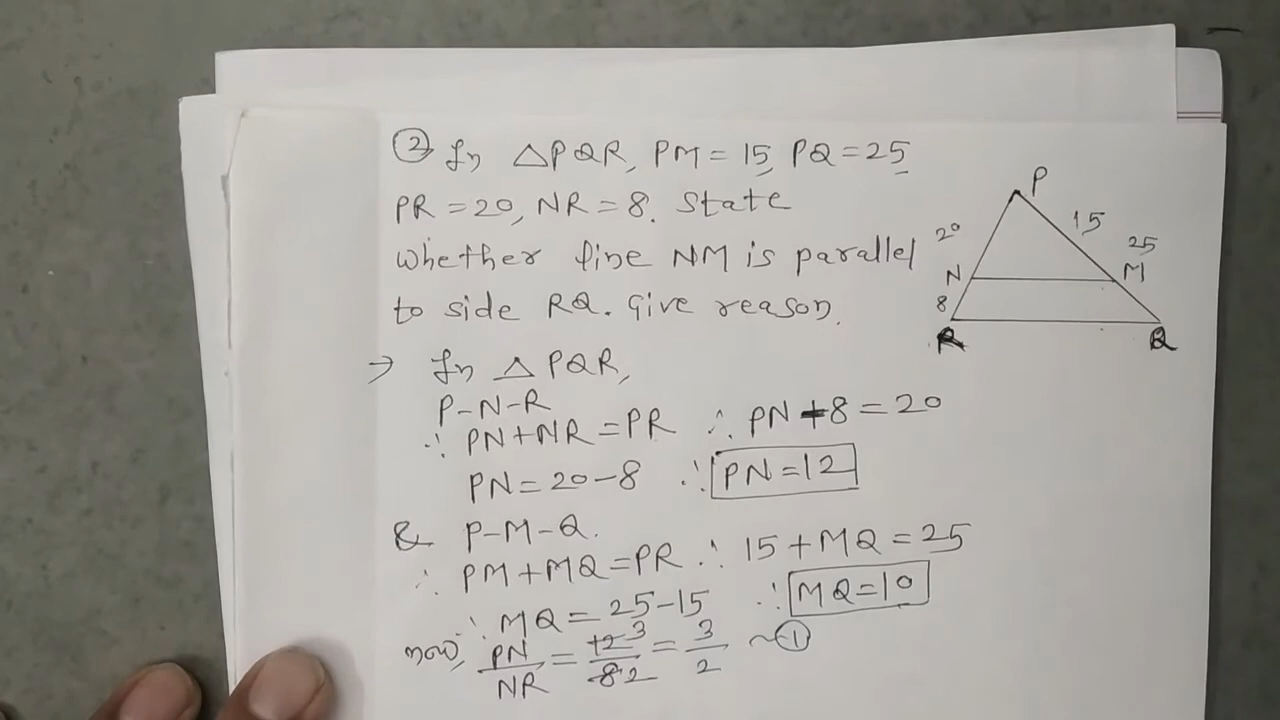 ② In △PQR, PM = 15, PQ = 25
PR = 20, NR = 8. State
whether line NM is parallel
to side RQ. Give reason.
P
20
15
25
N
M
8
R
Q
→ In △PQR,
P-N-R
∴ PN+NR = PR ∴ PN+8 = 20
PN = 20-8 ∴ PN = 12
& P-M-Q.
∴ PM+MQ = PR ∴ 15+MQ = 25
∴ MQ = 25-15 ∴ MQ = 10
now, PN/NR = 12 3/8 2 = 3/2 ~①